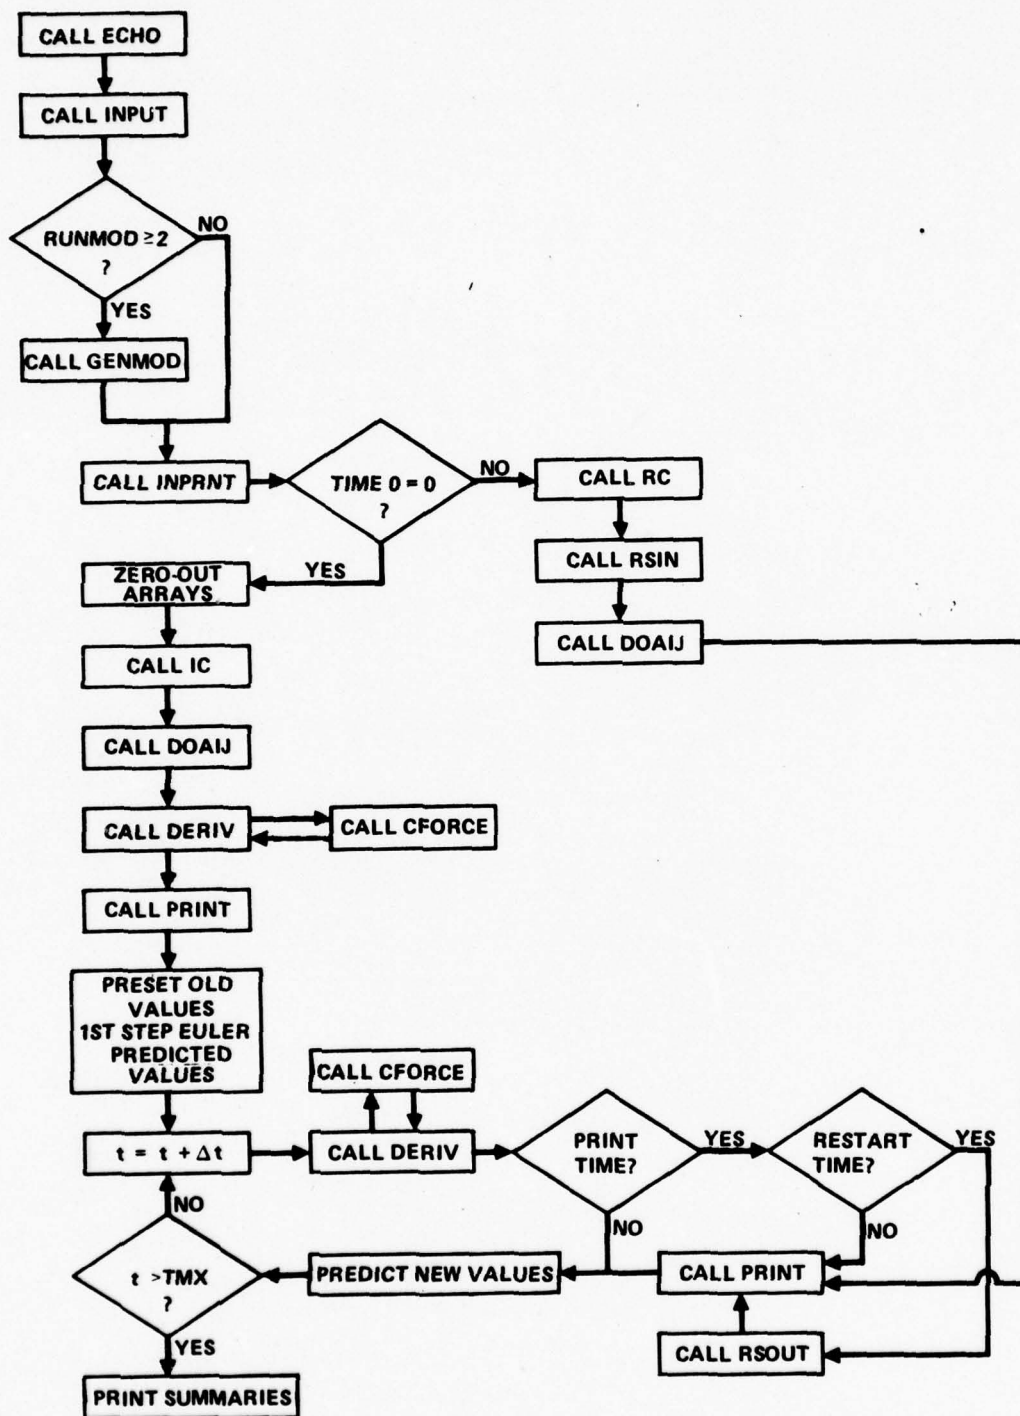 CALL ECHO
CALL INPUT
RUNMOD ≥2
?
NO
YES
CALL GENMOD
CALL INPRNT
TIME 0 = 0
?
NO
CALL RC
YES
CALL RSIN
ZERO-OUT
ARRAYS
CALL DOAIJ
CALL IC
CALL DOAIJ
CALL DERIV
CALL CFORCE
CALL PRINT
PRESET OLD
VALUES
1ST STEP EULER
PREDICTED
VALUES
CALL CFORCE
t = t + Δt
CALL DERIV
PRINT
TIME?
YES
RESTART
TIME?
YES
NO
NO
NO
t >TMX
?
PREDICT NEW VALUES
CALL PRINT
YES
CALL RSOUT
PRINT SUMMARIES